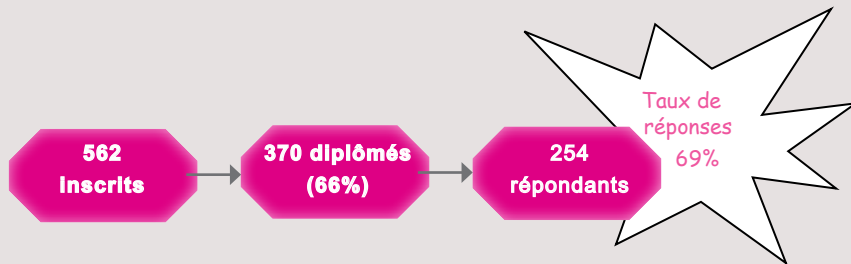 562
inscrits
370 diplômés
(66%)
254
répondants
Taux de
réponses
69%